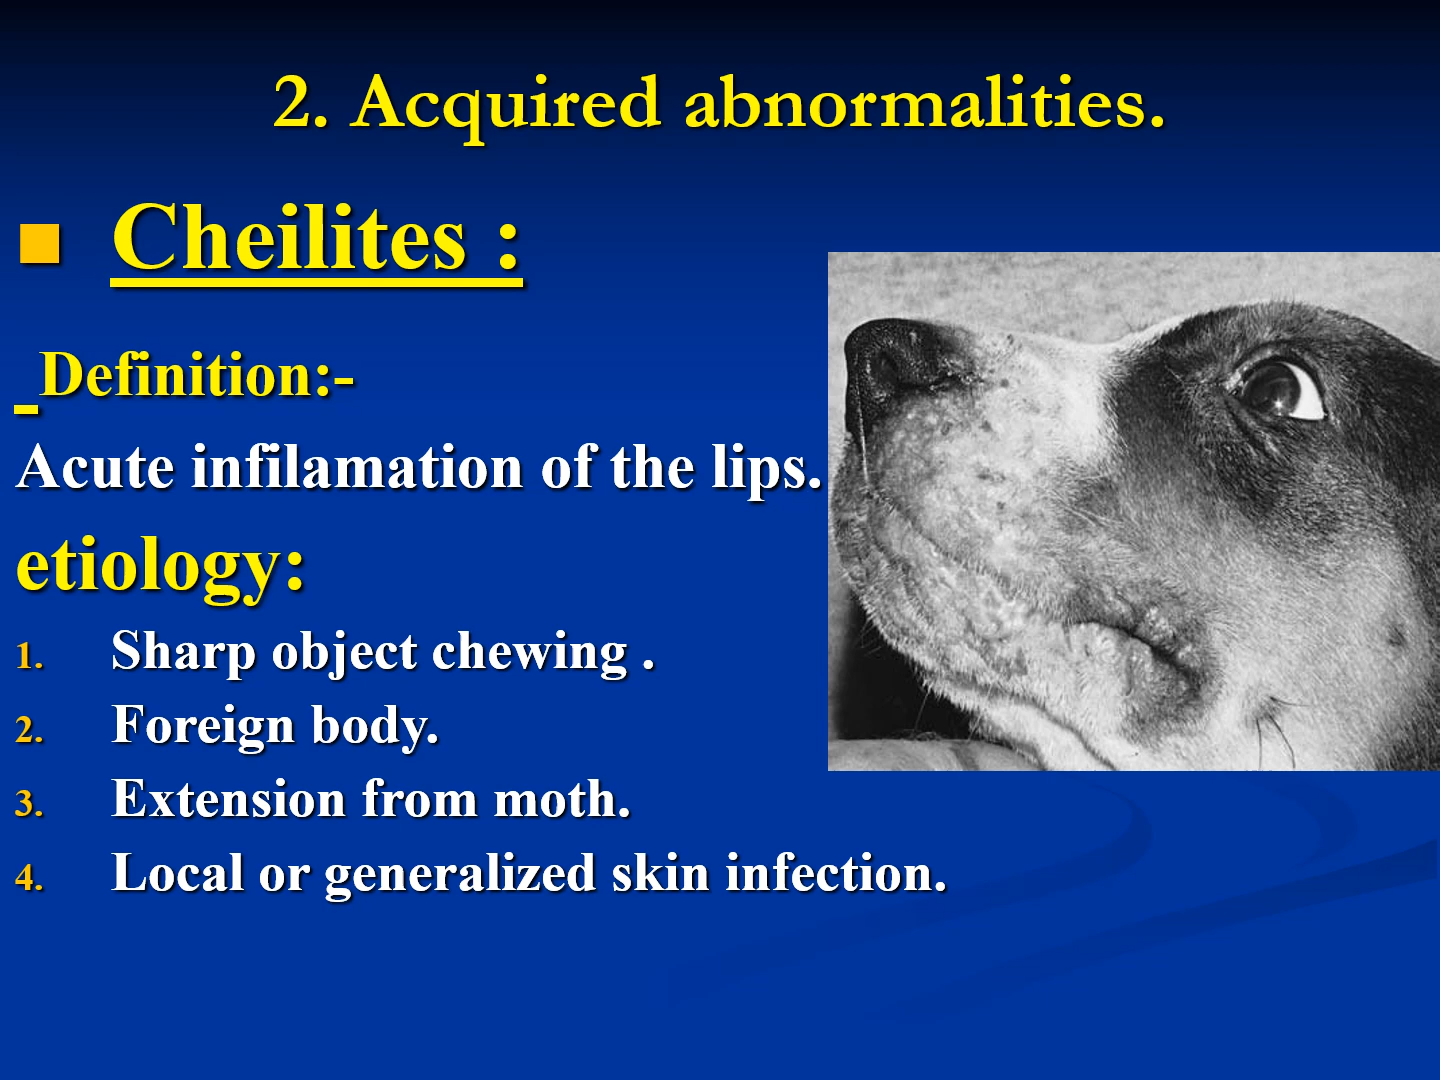 2. Acquired abnormalities.
■ Cheilites :
Definition:-
Acute infilamation of the lips.
etiology:
1. Sharp object chewing .
2. Foreign body.
3. Extension from moth.
4. Local or generalized skin infection.